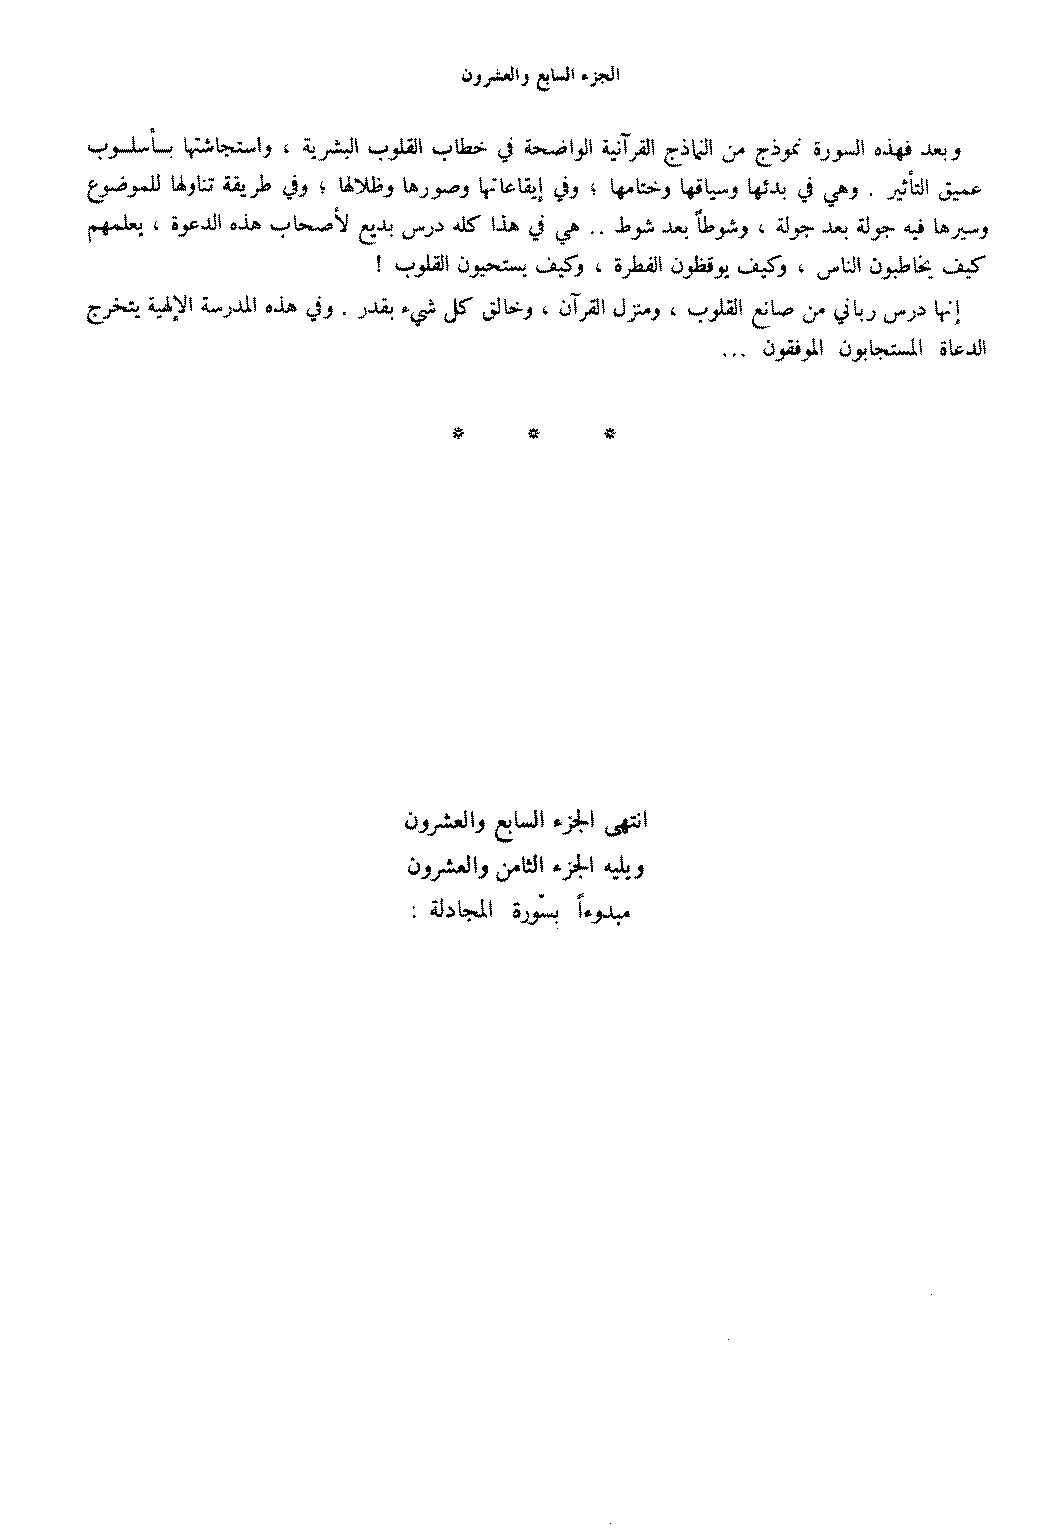 الجزء السابع والعشرون
وبعد فهذه السورة نموذج من النماذج القرآنية الواضحة في خطاب القلوب البشرية ، واستجاشتها بــأسلــوب
عميق التأثير . وهي في بدئها وسياقها وختامها ؛ وفي إيقاعاتها وصورها وظلالها ؛ وفي طريقة تناولها للموضوع
وسيرها فيه جولة بعد جولة ، وشوطاً بعد شوط .. هي في هذا كله درس بديع لأصحاب هذه الدعوة ، يعلمهم
كيف يخاطبون الناس ، وكيف يوقظون الفطرة ، وكيف يستحيون القلوب !
إنها درس رباني من صانع القلوب ، ومنزل القرآن ، وخالق كل شيء بقدر . وفي هذه المدرسة الإلهية يتخرج
الدعاة المستجابون الموفقون ...
* * *
انتهى الجزء السابع والعشرون
ويليه الجزء الثامن والعشرون
مبدوءاً بسورة المجادلة :